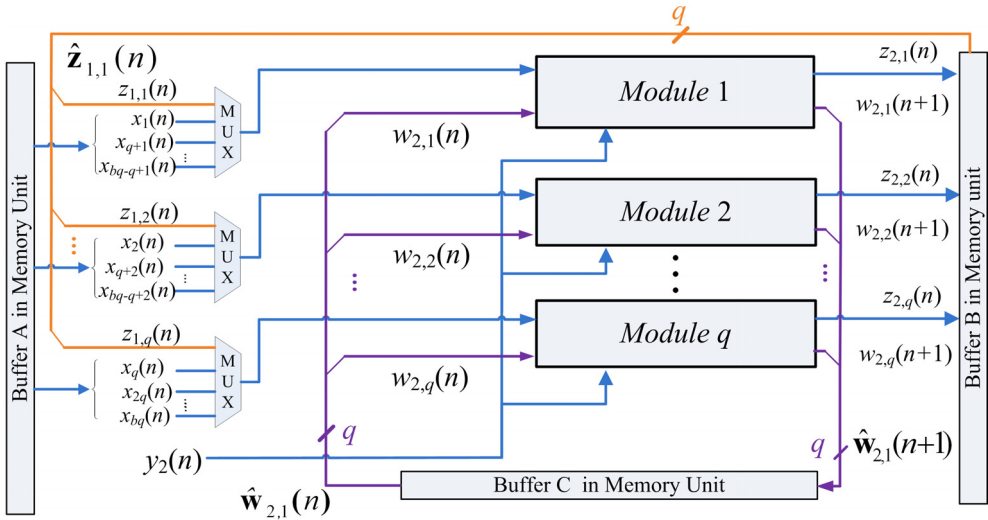 q
ẑ1,1(n)
z2,1(n)
z1,1(n)
x1(n)
xq+1(n)
xbq-q+1(n)
MUX
Module 1
w2,1(n)
w2,1(n+1)
z1,2(n)
x2(n)
xq+2(n)
xbq-q+2(n)
MUX
Module 2
w2,2(n)
z2,2(n)
w2,2(n+1)
z1,q(n)
xq(n)
x2q(n)
xbq(n)
MUX
Module q
w2,q(n)
z2,q(n)
w2,q(n+1)
Buffer A in Memory Unit
Buffer B in Memory unit
q
q
ŵ2,1(n+1)
y2(n)
ŵ2,1(n)
Buffer C in Memory Unit